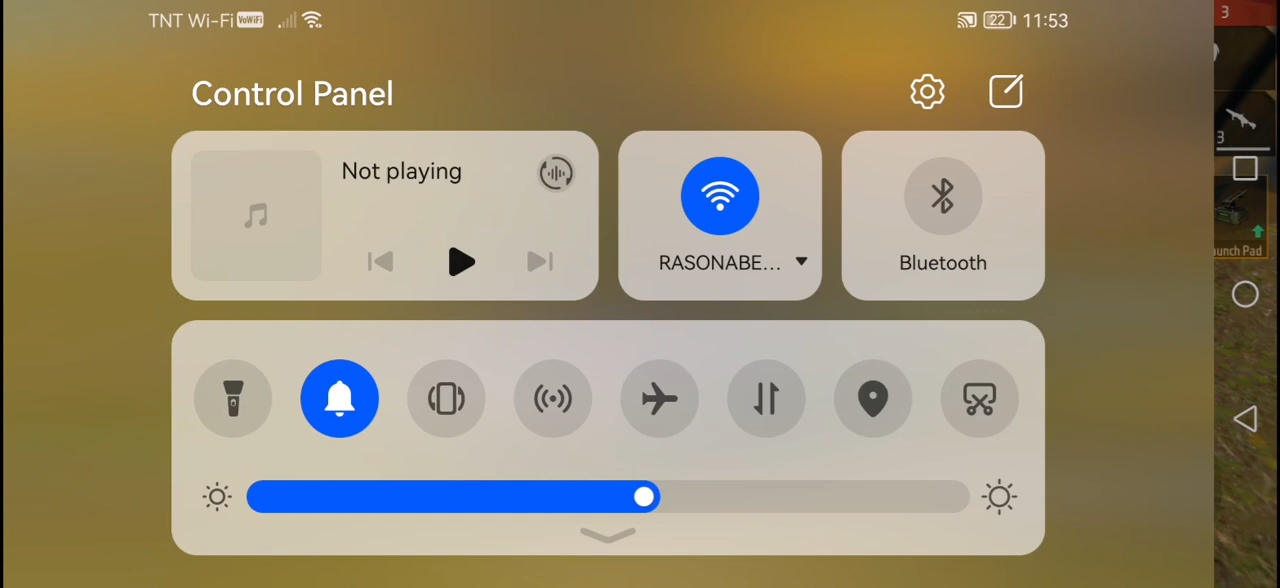 TNT Wi-Fi VoWiFi 22 11:53
3
Control Panel
Not playing
3
RASONABE...
Bluetooth
unch Pad